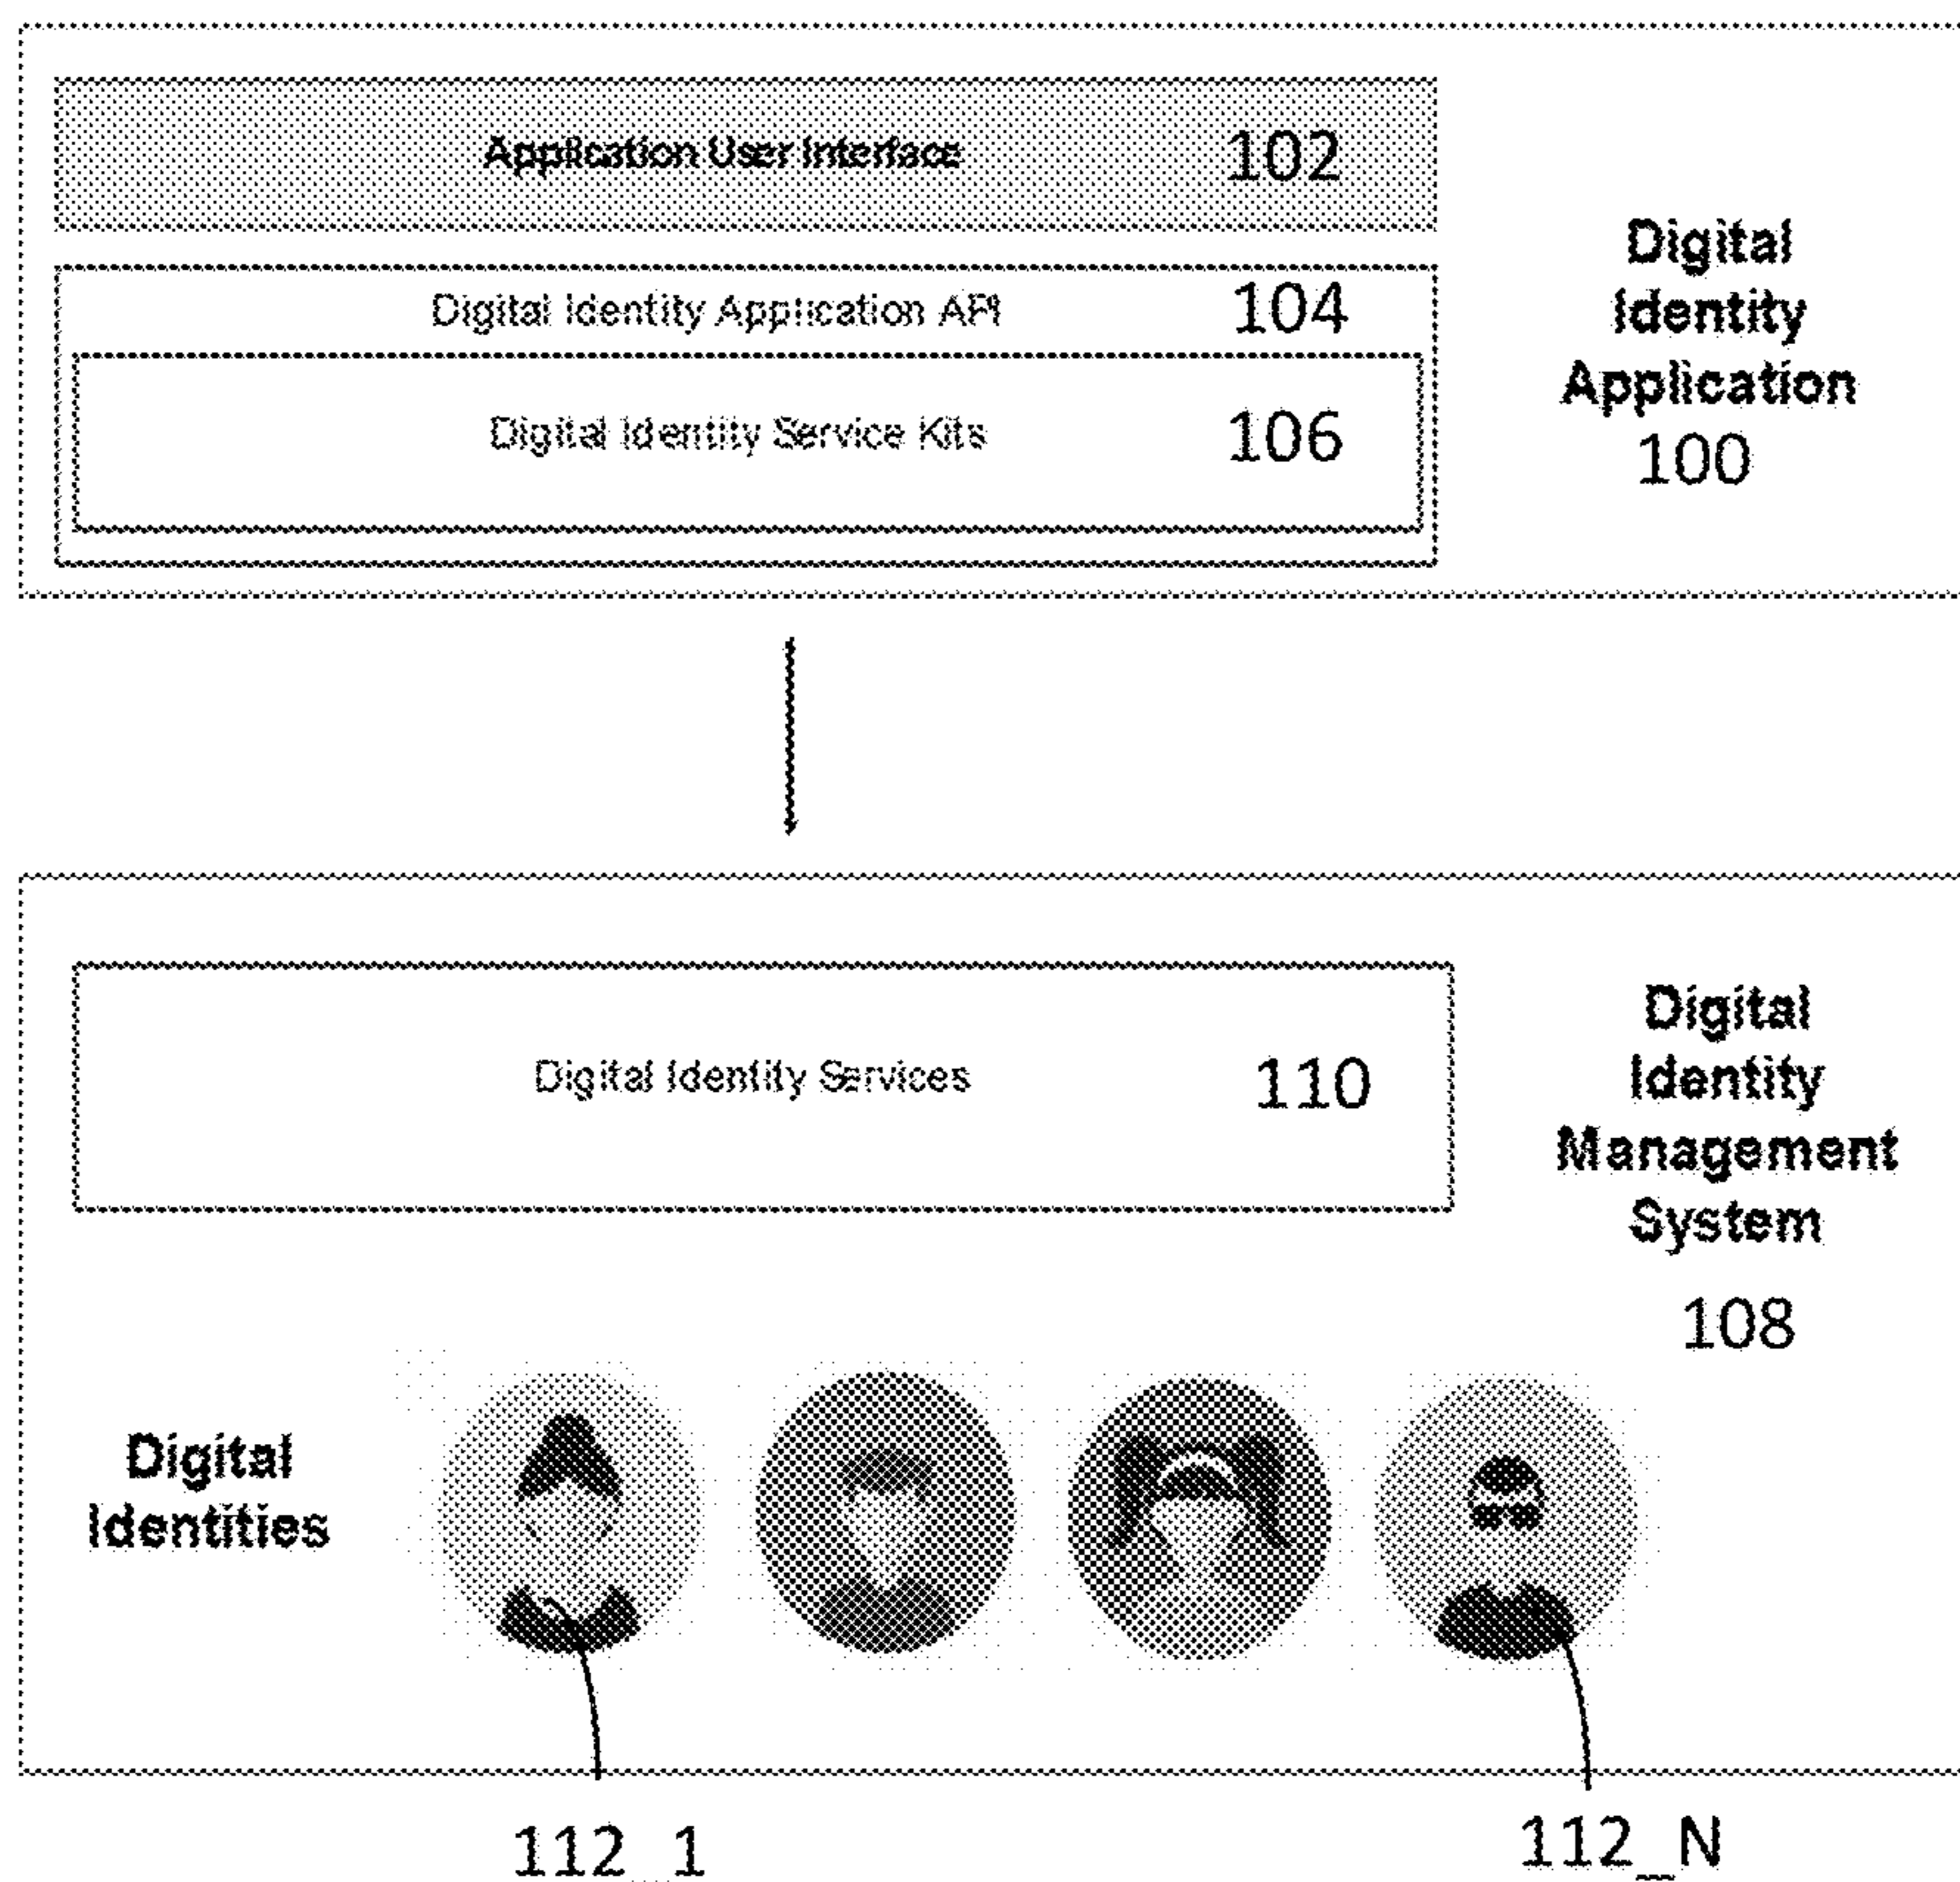 Application User Interface 102
Digital Identity Application API 104
Digital Identity Service Kits 106
Digital
Identity
Application
100
Digital Identity Services 110
Digital
Identity
Management
System
108
Digital
Identities
112_1
112_N